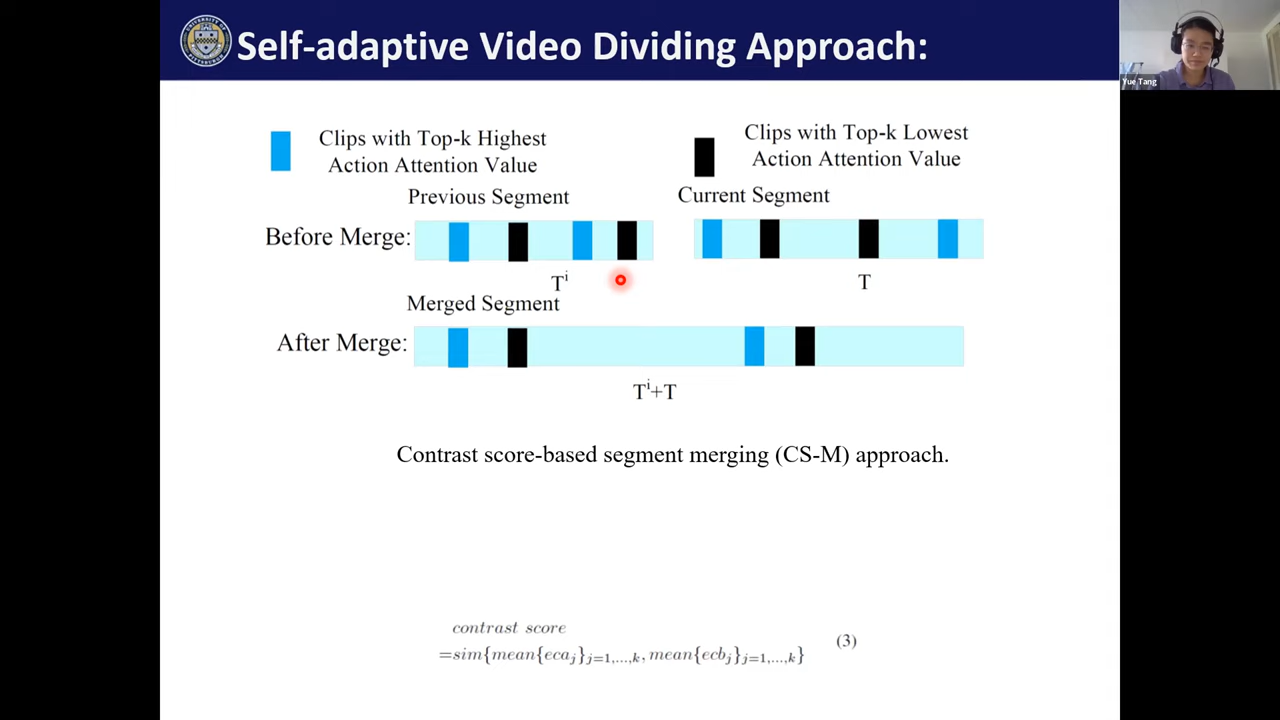 Self-adaptive Video Dividing Approach:
Yue Tang
Clips with Top-k Highest
Action Attention Value
Clips with Top-k Lowest
Action Attention Value
Previous Segment
Current Segment
Before Merge:
Tⁱ
T
Merged Segment
After Merge:
Tⁱ+T
Contrast score-based segment merging (CS-M) approach.
contrast score
=sim{mean{eca_j}_{j=1,...,k}, mean{ecb_j}_{j=1,...,k}}
(3)